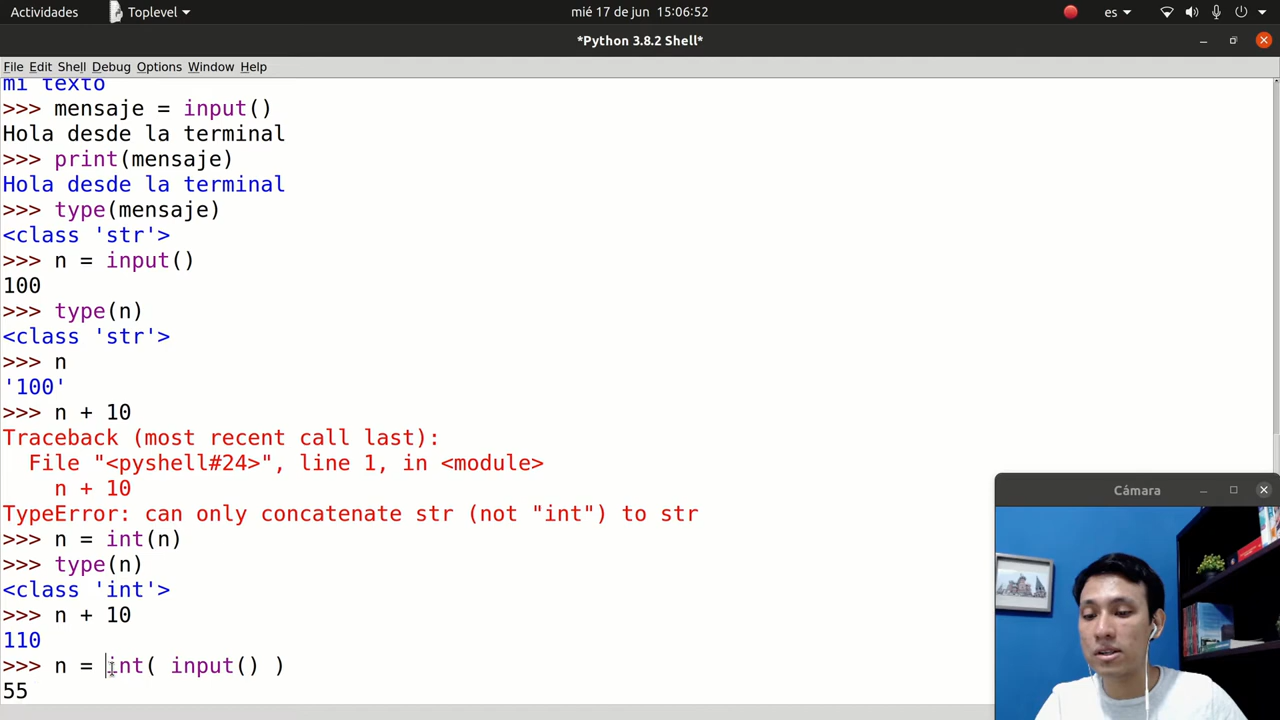 Actividades Toplevel mié 17 de jun 15:06:52 es
*Python 3.8.2 Shell*
File Edit Shell Debug Options Window Help
mi texto
>>> mensaje = input()
Hola desde la terminal
>>> print(mensaje)
Hola desde la terminal
>>> type(mensaje)
<class 'str'>
>>> n = input()
100
>>> type(n)
<class 'str'>
>>> n
'100'
>>> n + 10
Traceback (most recent call last):
  File "<pyshell#24>", line 1, in <module>
    n + 10
TypeError: can only concatenate str (not "int") to str
>>> n = int(n)
>>> type(n)
<class 'int'>
>>> n + 10
110
>>> n = int( input() )
55
Cámara